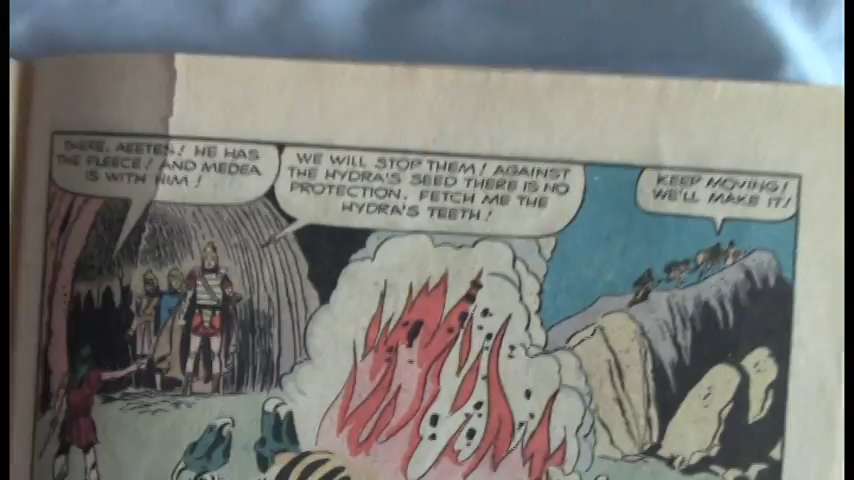 THERE, AEETES! HE HAS
THE FLEECE! AND MEDEA
IS WITH HIM!
WE WILL STOP THEM! AGAINST
THE HYDRA'S SEED THERE IS NO
PROTECTION. FETCH ME THE
HYDRA'S TEETH!
KEEP MOVING!
WE'LL MAKE IT!